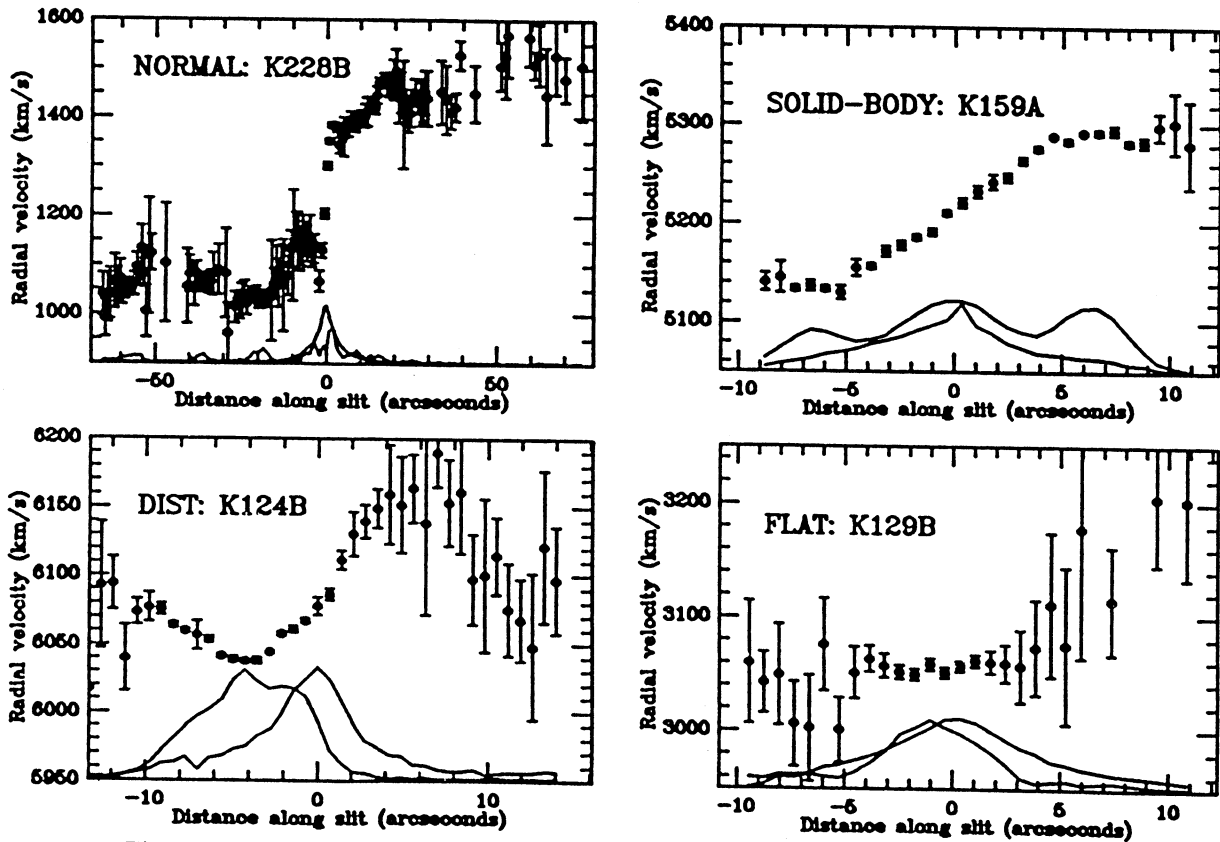 NORMAL: K228B
Radial velocity (km/s)
1600
1400
1200
1000
−50
0
50
Distance along slit (arcseconds)
SOLID−BODY: K159A
Radial velocity (km/s)
5400
5300
5200
5100
−10
−5
0
5
10
Distance along slit (arcseconds)
DIST: K124B
Radial velocity (km/s)
6200
6150
6100
6050
6000
5950
−10
0
10
Distance along slit (arcseconds)
FLAT: K129B
Radial velocity (km/s)
3200
3100
3000
−10
−5
0
5
10
Distance along slit (arcseconds)